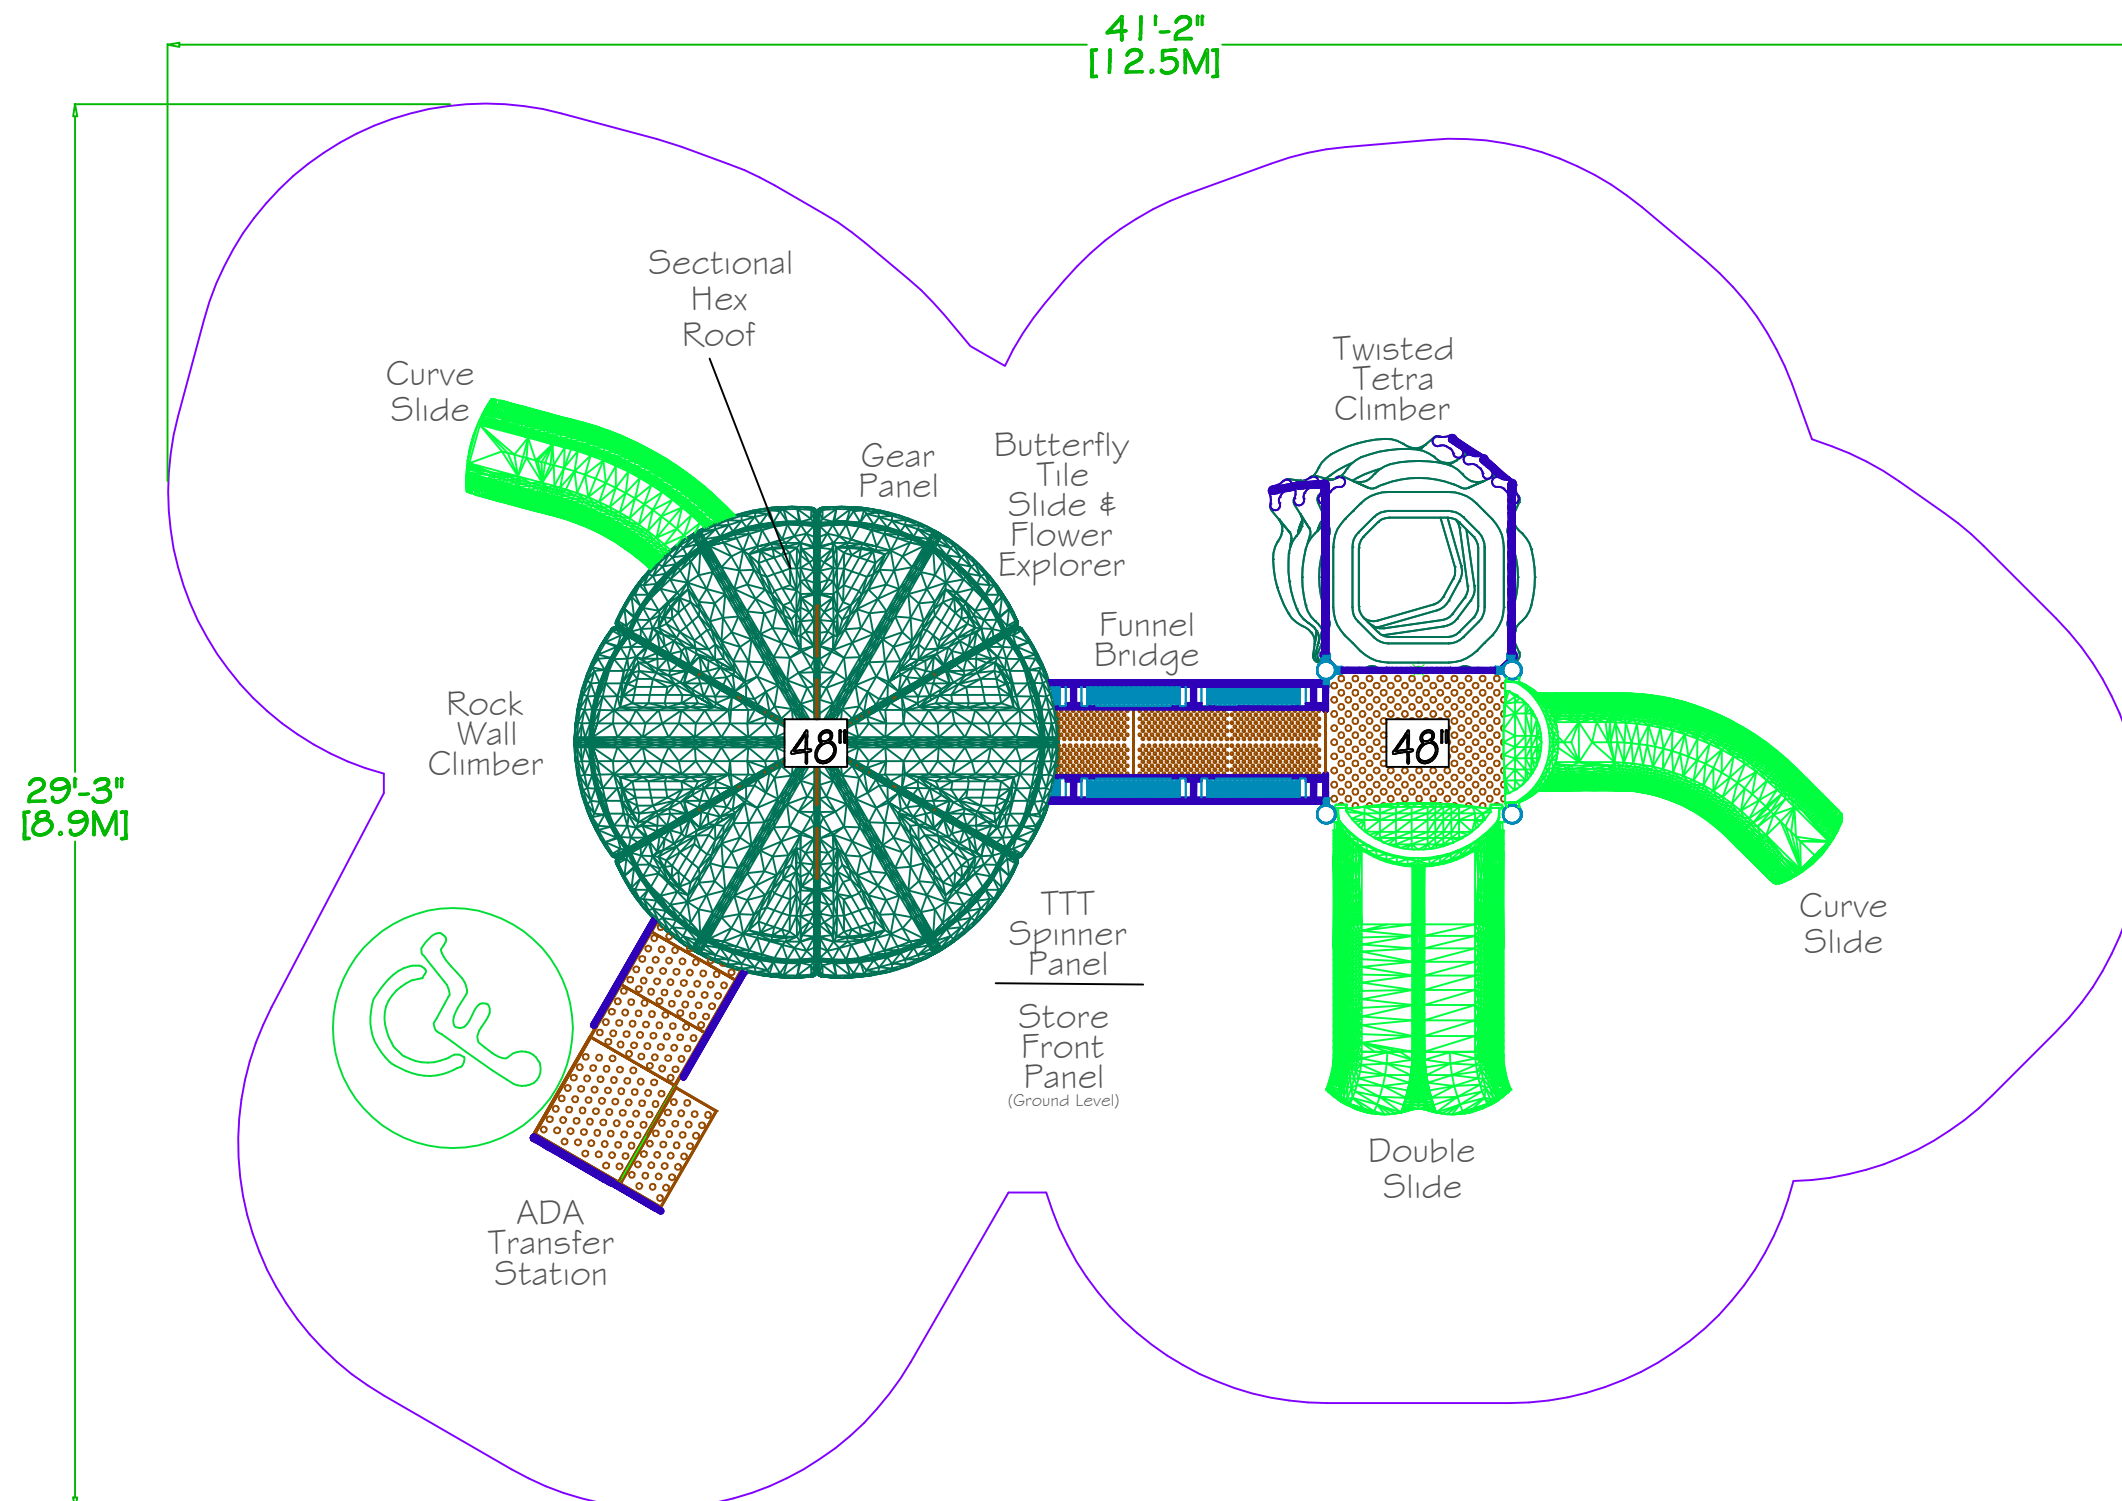 41'-2"
[12.5M]
Sectional
Hex
Roof
Curve
Slide
Gear
Panel
Butterfly
Tile
Slide &
Flower
Explorer
Twisted
Tetra
Climber
Funnel
Bridge
Rock
Wall
Climber
48"
48"
29'-3"
[8.9M]
TTT
Spinner
Panel
Store
Front
Panel
(Ground Level)
Curve
Slide
Double
Slide
ADA
Transfer
Station